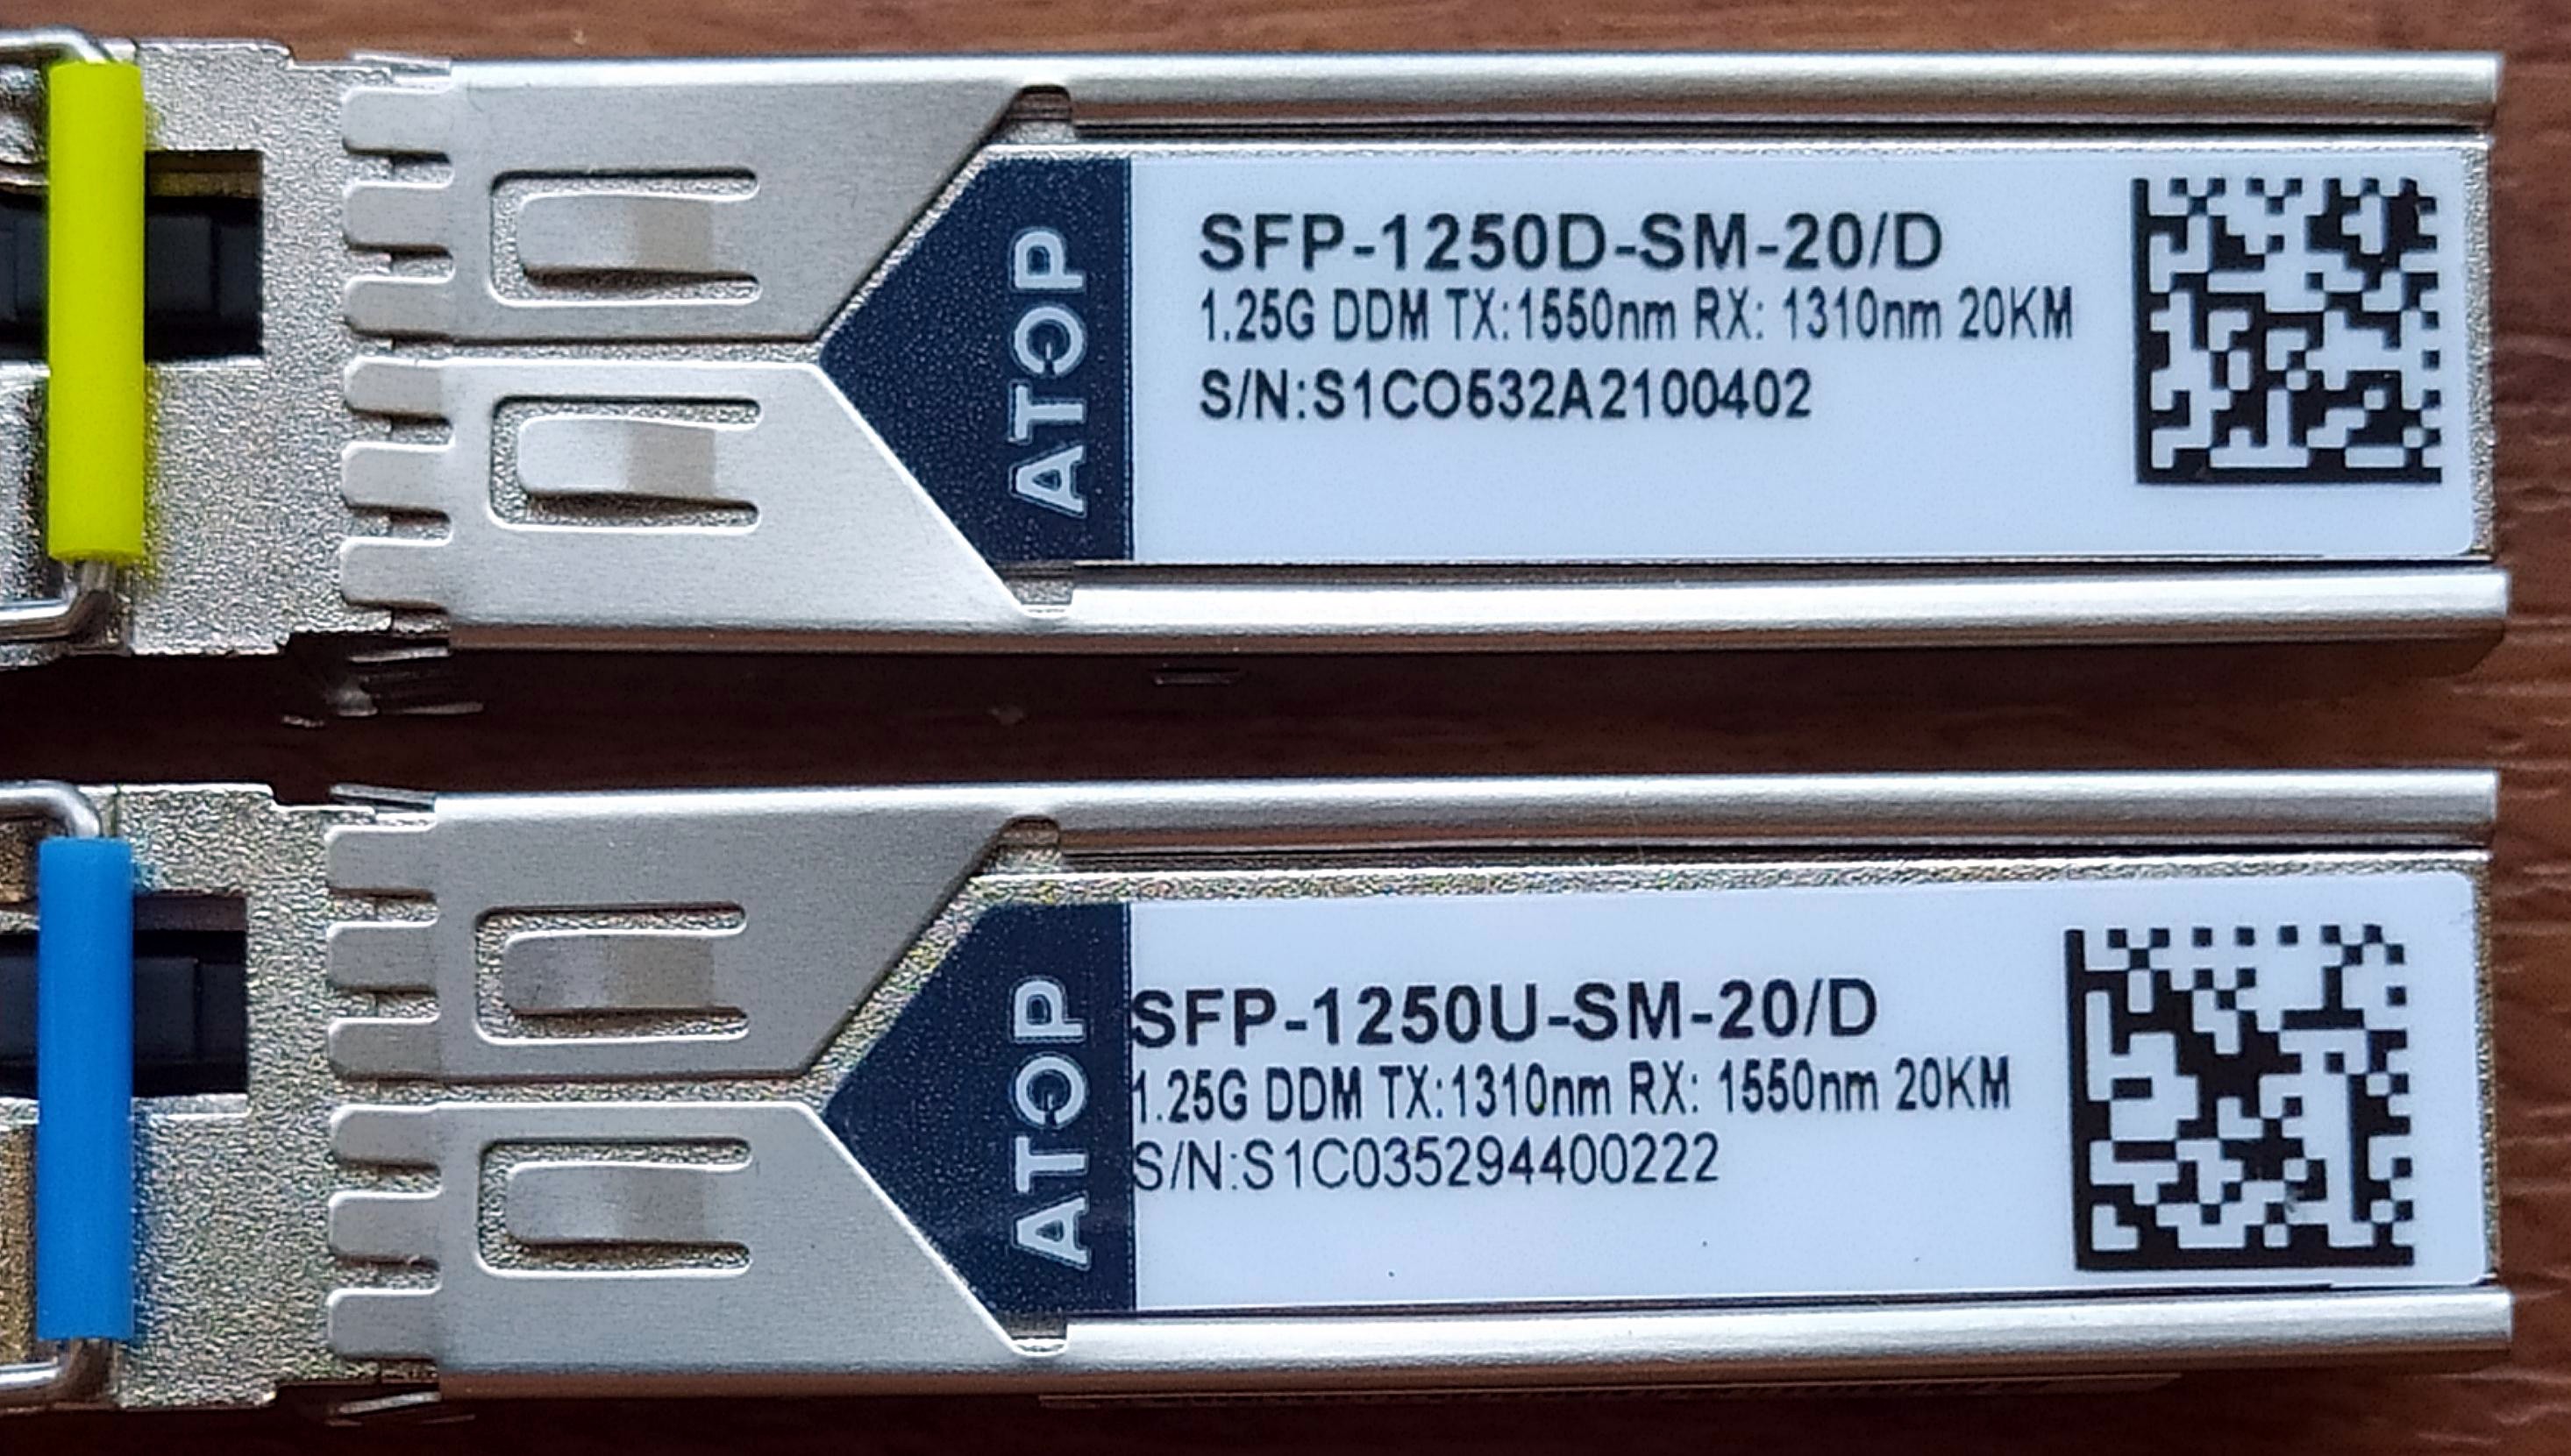 ATOP
SFP-1250D-SM-20/D
1.25G DDM TX:1550nm RX: 1310nm 20KM
S/N:S1CO632A2100402
ATOP
SFP-1250U-SM-20/D
1.25G DDM TX:1310nm RX: 1550nm 20KM
S/N:S1C035294400222